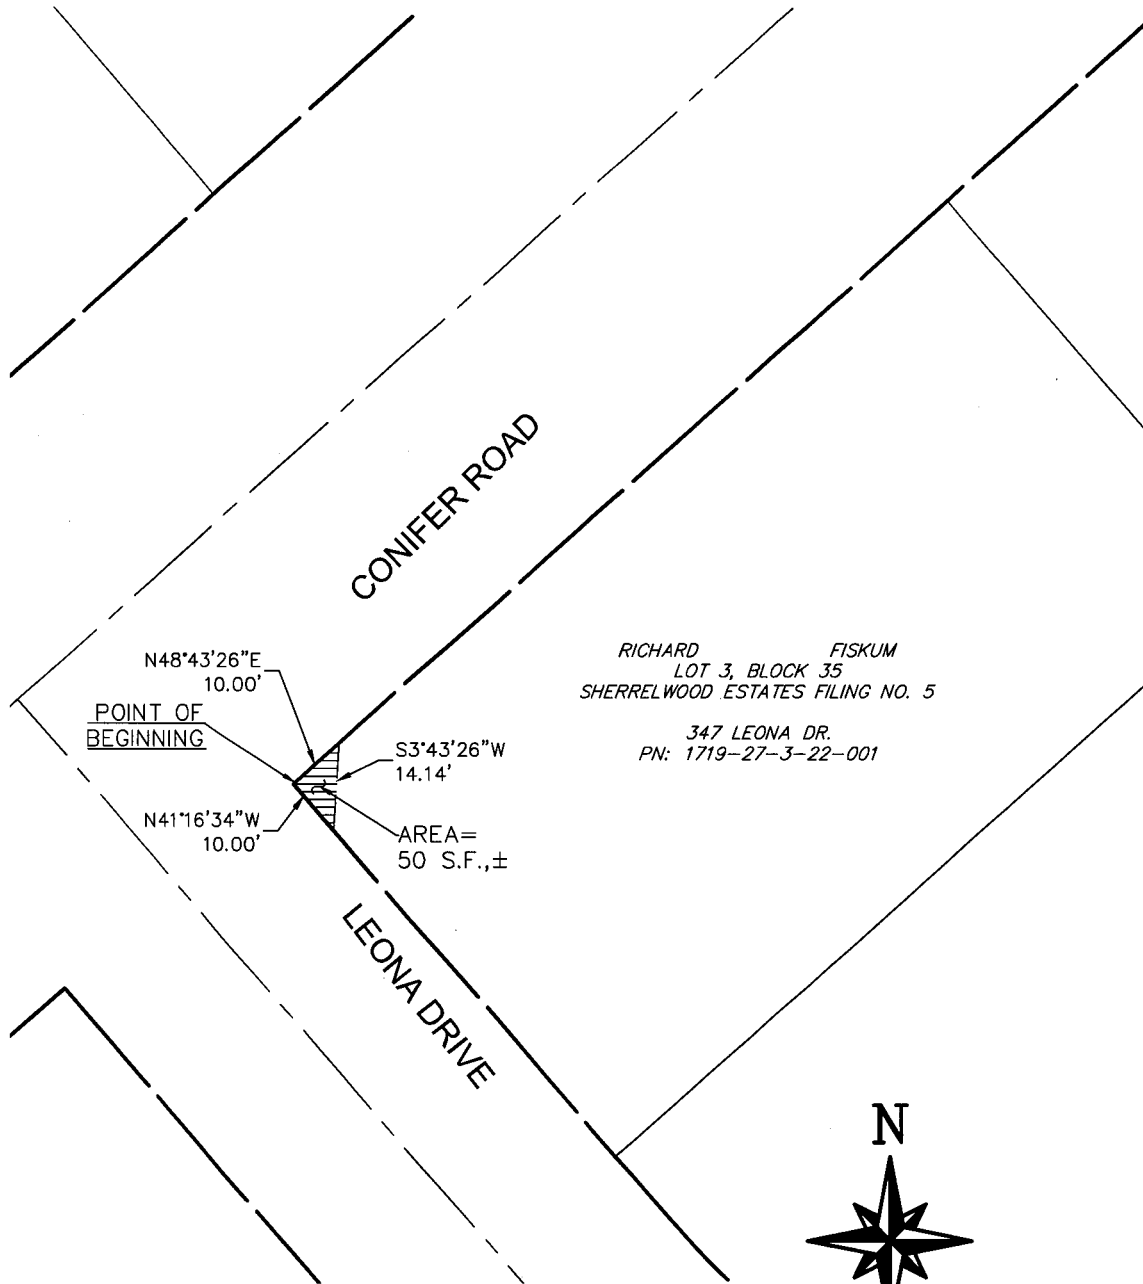 CONIFER ROAD
N48°43'26"E
10.00'
POINT OF
BEGINNING
S3°43'26"W
14.14'
N41°16'34"W
10.00'
AREA=
50 S.F.,±
RICHARD FISKUM
LOT 3, BLOCK 35
SHERRELWOOD ESTATES FILING NO. 5
347 LEONA DR.
PN: 1719-27-3-22-001
LEONA DRIVE
N